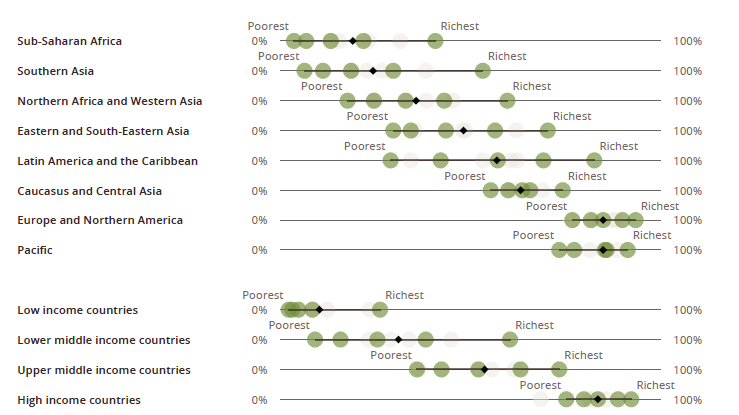 Poorest Richest
Sub-Saharan Africa 0% 100%
Poorest Richest
Southern Asia 0% 100%
Poorest Richest
Northern Africa and Western Asia 0% 100%
Poorest Richest
Eastern and South-Eastern Asia 0% 100%
Poorest Richest
Latin America and the Caribbean 0% 100%
Poorest Richest
Caucasus and Central Asia 0% 100%
Poorest Richest
Europe and Northern America 0% 100%
Poorest Richest
Pacific 0% 100%
Poorest Richest
Low income countries 0% 100%
Poorest Richest
Lower middle income countries 0% 100%
Poorest Richest
Upper middle income countries 0% 100%
Poorest Richest
High income countries 0% 100%